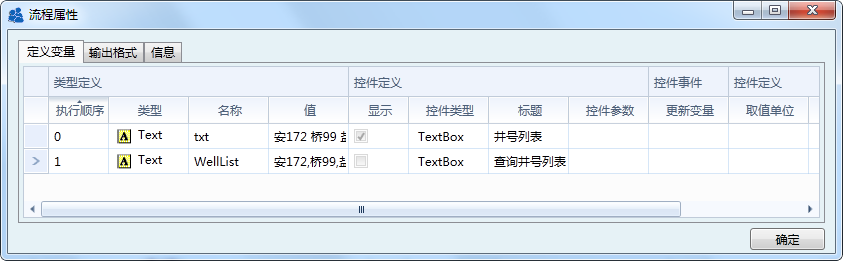 流程属性
定义变量 输出格式 信息
类型定义 控件定义 控件事件 控件定义
执行顺序 类型 名称 值 显示 控件类型 标题 控件参数 更新变量 取值单位
0 A Text txt 安172 桥99 TextBox 井号列表
1 A Text WellList 安172,桥99, TextBox 查询井号列表
确定